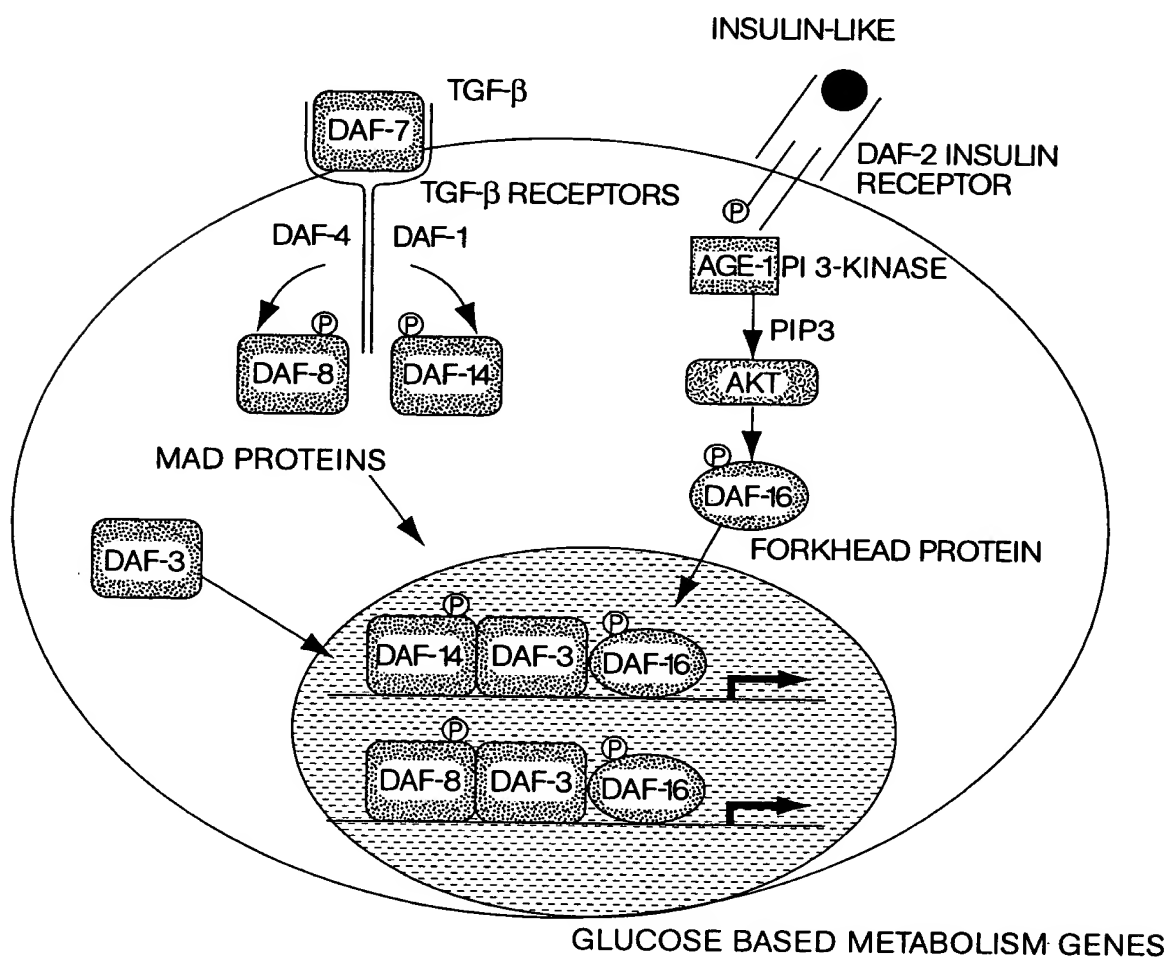 INSULIN-LIKE
TGF-β
DAF-7
DAF-2 INSULIN
RECEPTOR
TGF-β RECEPTORS
P
DAF-4
DAF-1
AGE-1
PI 3-KINASE
P
P
PIP3
DAF-8
DAF-14
AKT
MAD PROTEINS
P
DAF-16
DAF-3
FORKHEAD PROTEIN
P
P
DAF-14
DAF-3
DAF-16
P
P
DAF-8
DAF-3
DAF-16
GLUCOSE BASED METABOLISM GENES